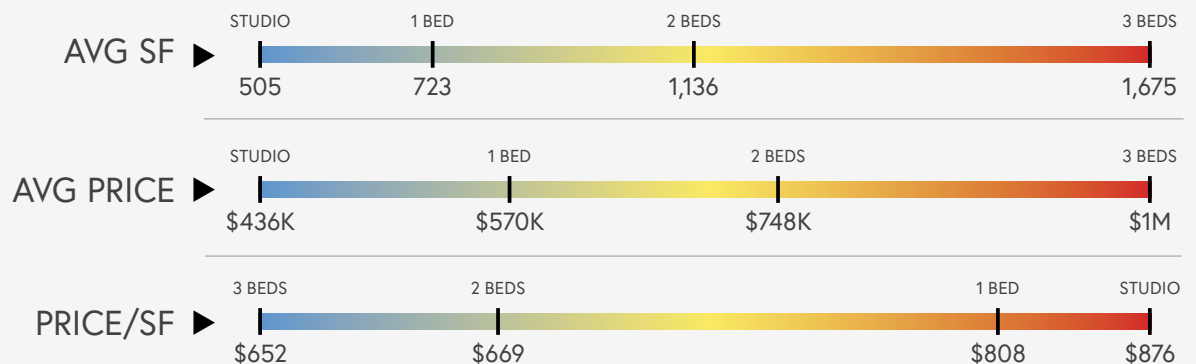 STUDIO 1 BED 2 BEDS 3 BEDS
AVG SF
505 723 1,136 1,675
STUDIO 1 BED 2 BEDS 3 BEDS
AVG PRICE
$436K $570K $748K $1M
3 BEDS 2 BEDS 1 BED STUDIO
PRICE/SF
$652 $669 $808 $876